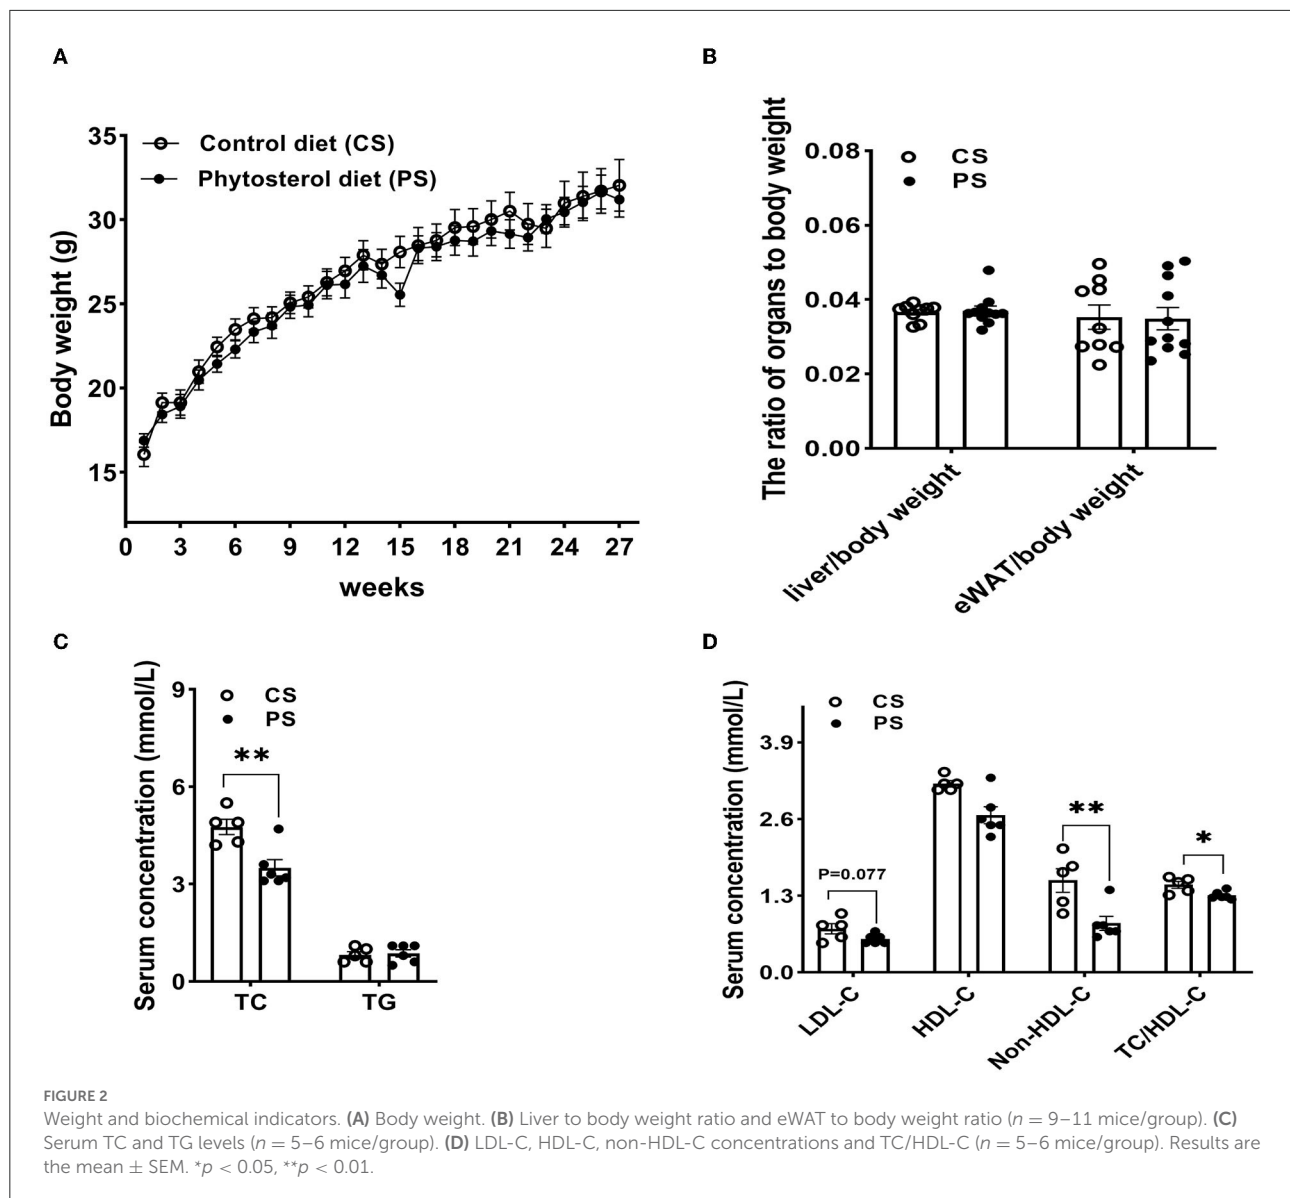 A
Control diet (CS)
Phytosterol diet (PS)
Body weight (g)
35
30
25
20
15
0 3 6 9 12 15 18 21 24 27
weeks
B
CS
PS
The ratio of organs to body weight
0.08
0.06
0.04
0.02
0.00
liver/body weight
eWAT/body weight
C
CS
PS
**
Serum concentration (mmol/L)
9
6
3
0
TC TG
D
CS
PS
P=0.077
**
*
Serum concentration (mmol/L)
3.9
2.6
1.3
0.0
LDL-C
HDL-C
Non-HDL-C
TC/HDL-C
FIGURE 2
Weight and biochemical indicators. (A) Body weight. (B) Liver to body weight ratio and eWAT to body weight ratio (n = 9–11 mice/group). (C)
Serum TC and TG levels (n = 5–6 mice/group). (D) LDL-C, HDL-C, non-HDL-C concentrations and TC/HDL-C (n = 5–6 mice/group). Results are
the mean ± SEM. *p < 0.05, **p < 0.01.